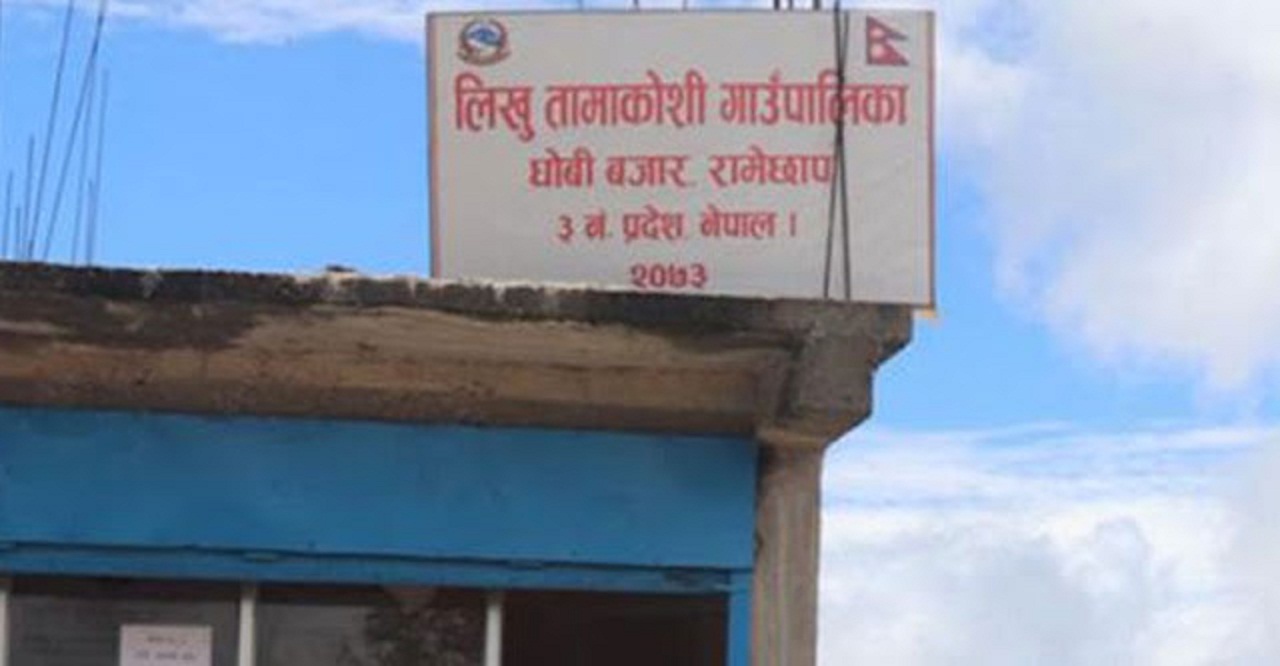 लिखु तामाकोशी गाउँपालिका
धोबी बजार, रामेछाप
३ नं. प्रदेश, नेपाल ।
२०७३